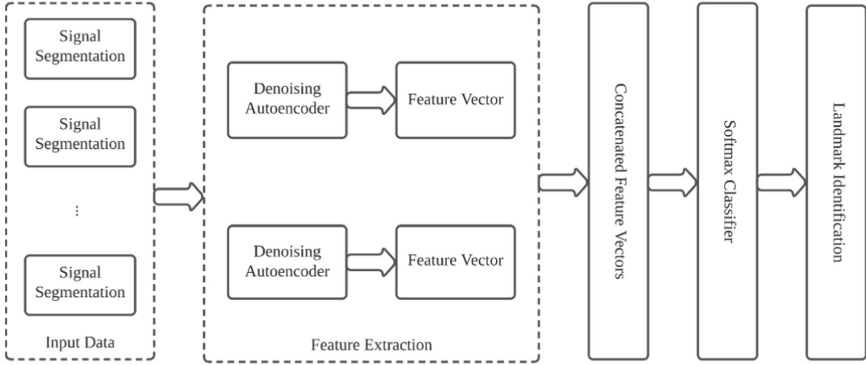 Signal
Segmentation
Signal
Segmentation
...
Signal
Segmentation
Input Data
Denoising
Autoencoder
Feature Vector
Denoising
Autoencoder
Feature Vector
Feature Extraction
Concatenated Feature Vectors
Softmax Classifier
Landmark Identification